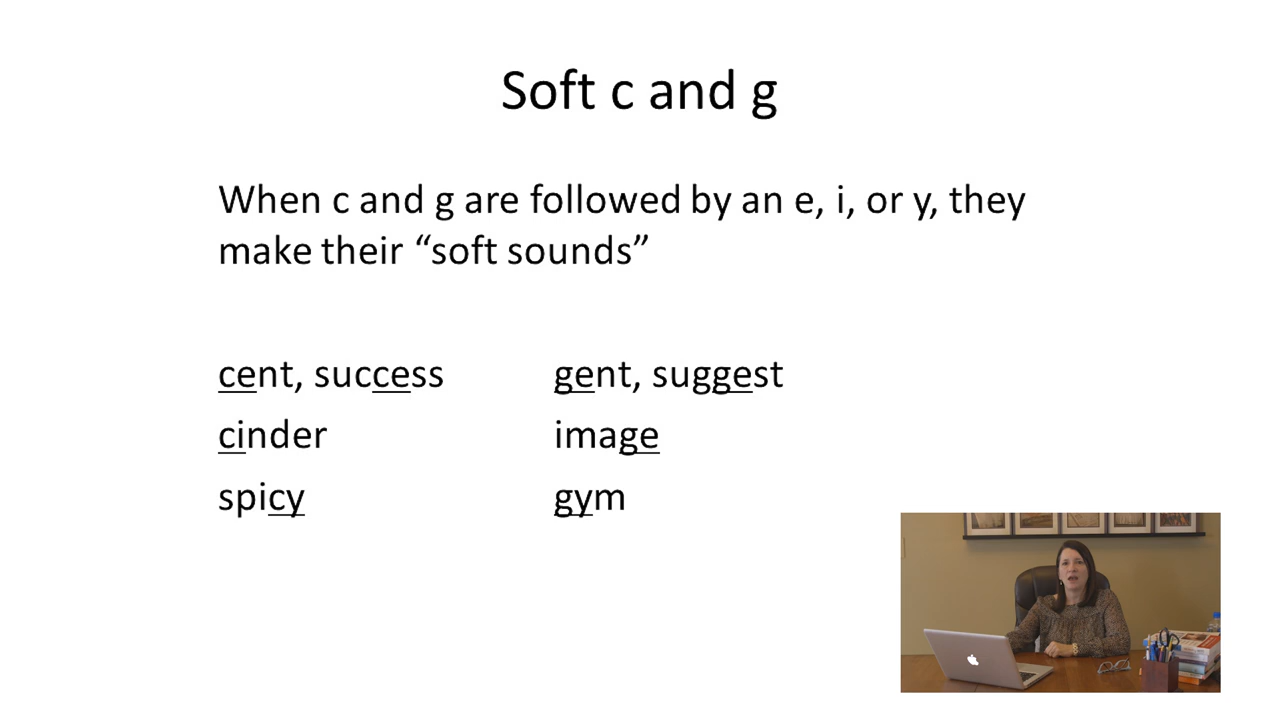 Soft c and g
When c and g are followed by an e, i, or y, they
make their “soft sounds”
cent, success
gent, suggest
cinder
image
spicy
gym